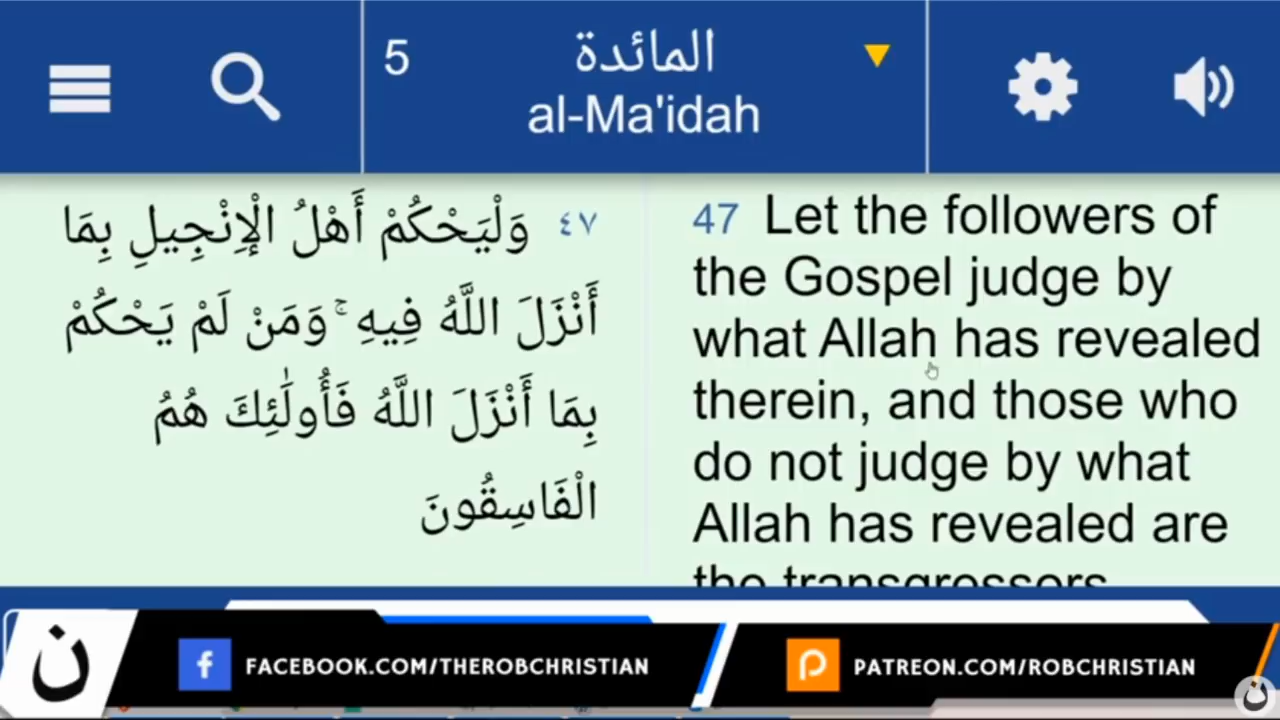 5
المائدة
al-Ma'idah
٤٧ وَلْيَحْكُمْ أَهْلُ الْإِنْجِيلِ بِمَا
أَنْزَلَ اللَّهُ فِيهِ ۚ وَمَنْ لَمْ يَحْكُمْ
بِمَا أَنْزَلَ اللَّهُ فَأُولَٰئِكَ هُمُ
الْفَاسِقُونَ
47 Let the followers of
the Gospel judge by
what Allah has revealed
therein, and those who
do not judge by what
Allah has revealed are
the transgressors.
ن
f
FACEBOOK.COM/THEROBCHRISTIAN
PATREON.COM/ROBCHRISTIAN
ن